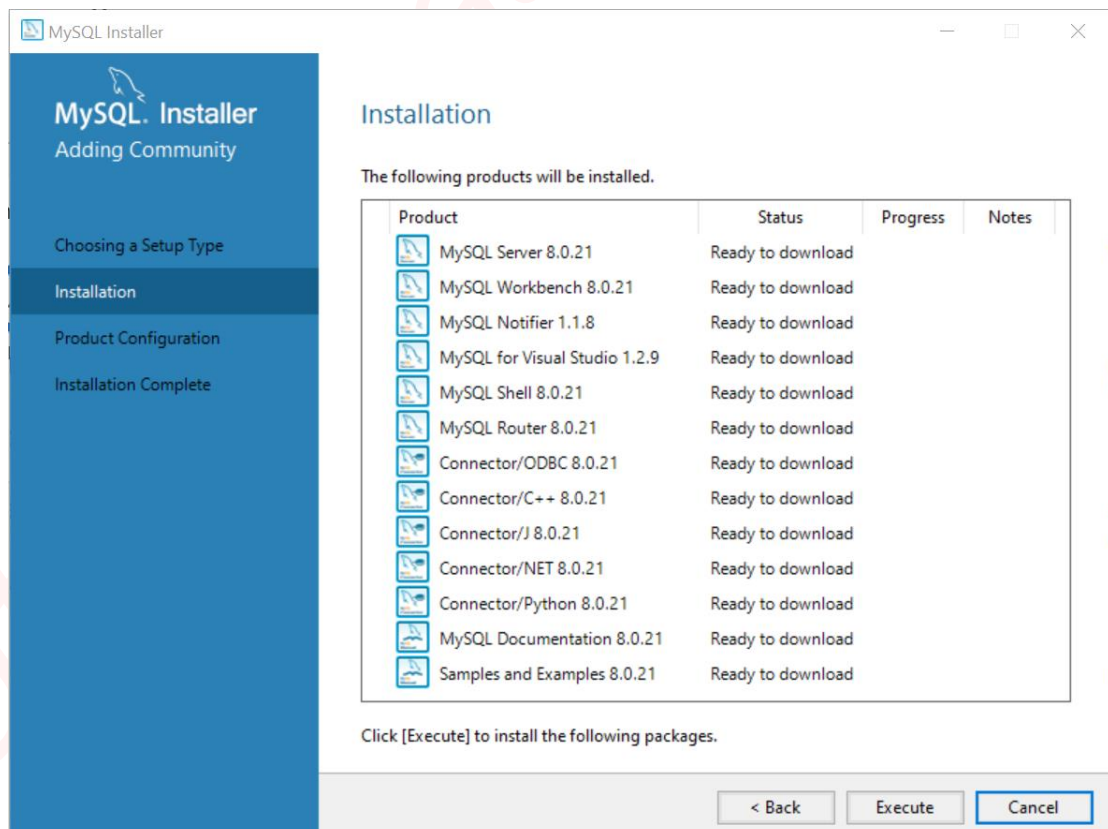 MySQL Installer
MySQL. Installer
Adding Community
Choosing a Setup Type
Installation
Product Configuration
Installation Complete
Installation
The following products will be installed.
Product Status Progress Notes
MySQL Server 8.0.21 Ready to download
MySQL Workbench 8.0.21 Ready to download
MySQL Notifier 1.1.8 Ready to download
MySQL for Visual Studio 1.2.9 Ready to download
MySQL Shell 8.0.21 Ready to download
MySQL Router 8.0.21 Ready to download
Connector/ODBC 8.0.21 Ready to download
Connector/C++ 8.0.21 Ready to download
Connector/J 8.0.21 Ready to download
Connector/NET 8.0.21 Ready to download
Connector/Python 8.0.21 Ready to download
MySQL Documentation 8.0.21 Ready to download
Samples and Examples 8.0.21 Ready to download
Click [Execute] to install the following packages.
< Back Execute Cancel